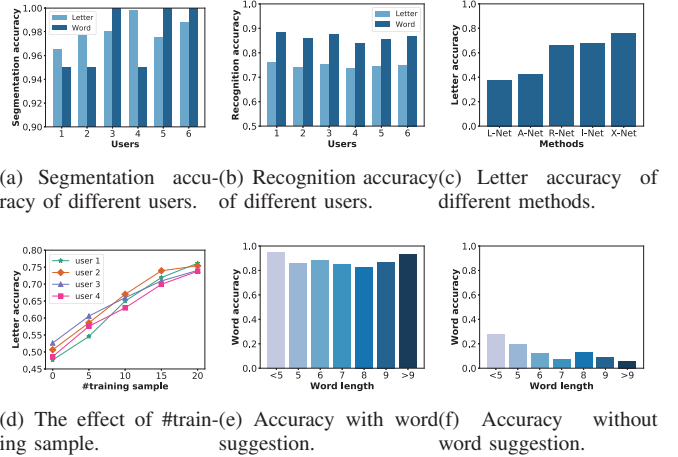 1.00
0.98
0.96
0.94
0.92
0.90
Segmentation accuracy
Letter
Word
1 2 3 4 5 6
Users
1.0
0.9
0.8
0.7
0.6
0.5
Recognition accuracy
Letter
Word
1 2 3 4 5 6
Users
1.0
0.8
0.6
0.4
0.2
0.0
Letter accuracy
L-Net A-Net R-Net I-Net X-Net
Methods
(a) Segmentation accu-
racy of different users.
(b) Recognition accuracy
of different users.
(c) Letter accuracy of
different methods.
0.80
0.75
0.70
0.65
0.60
0.55
0.50
0.45
Letter accuracy
user 1
user 2
user 3
user 4
0 5 10 15 20
#training sample
1.0
0.8
0.6
0.4
0.2
0.0
Word accuracy
<5 5 6 7 8 9 >9
Word length
1.0
0.8
0.6
0.4
0.2
0.0
Word accuracy
<5 5 6 7 8 9 >9
Word length
(d) The effect of #train-
ing sample.
(e) Accuracy with word
suggestion.
(f) Accuracy without
word suggestion.